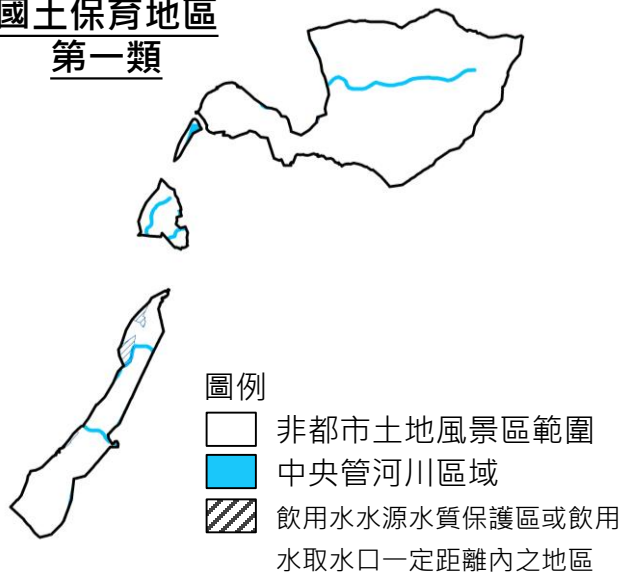 國土保育地區
第一類
圖例
非都市土地風景區範圍
中央管河川區域
飲用水水源水質保護區或飲用
水取水口一定距離內之地區